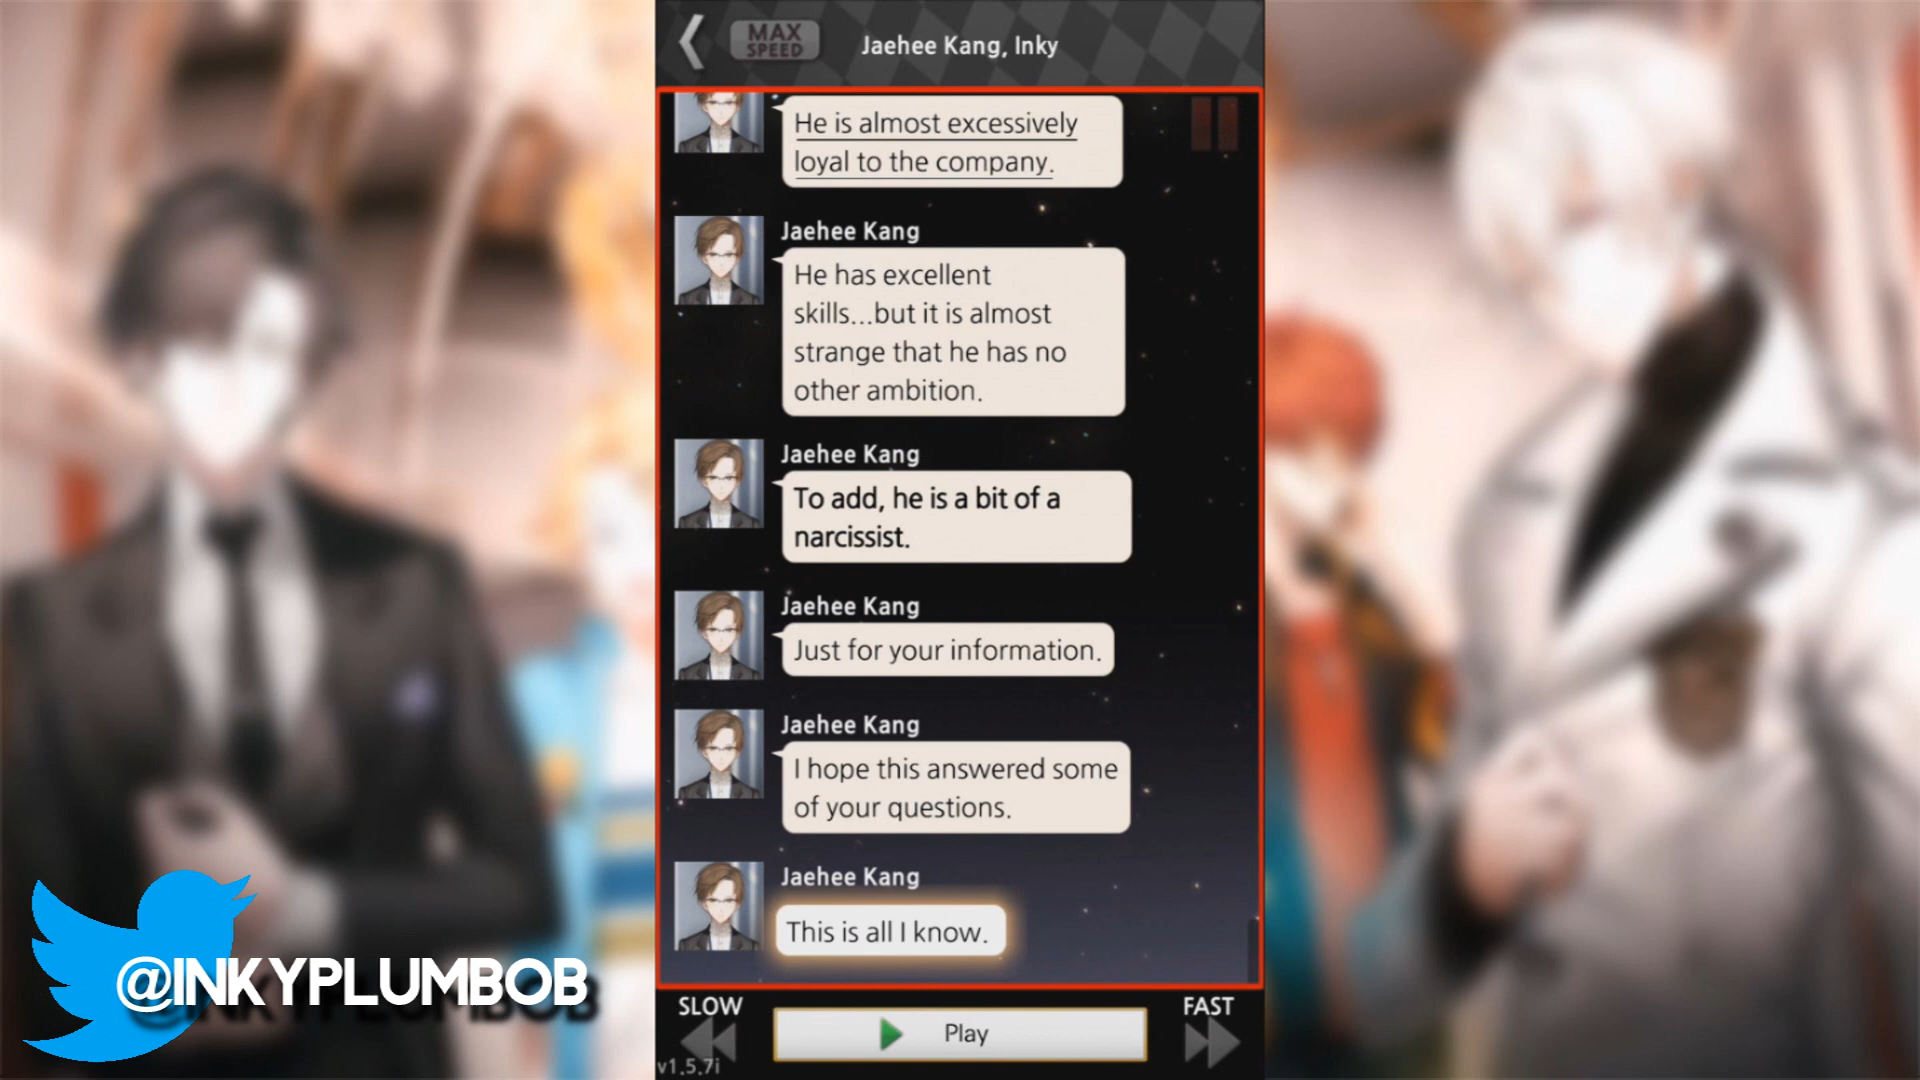 MAX
SPEED
Jaehee Kang, Inky
He is almost excessively
loyal to the company.
Jaehee Kang
He has excellent
skills...but it is almost
strange that he has no
other ambition.
Jaehee Kang
To add, he is a bit of a
narcissist.
Jaehee Kang
Just for your information.
Jaehee Kang
I hope this answered some
of your questions.
Jaehee Kang
This is all I know.
@INKYPLUMBOB
SLOW
FAST
Play
v1.5.7i